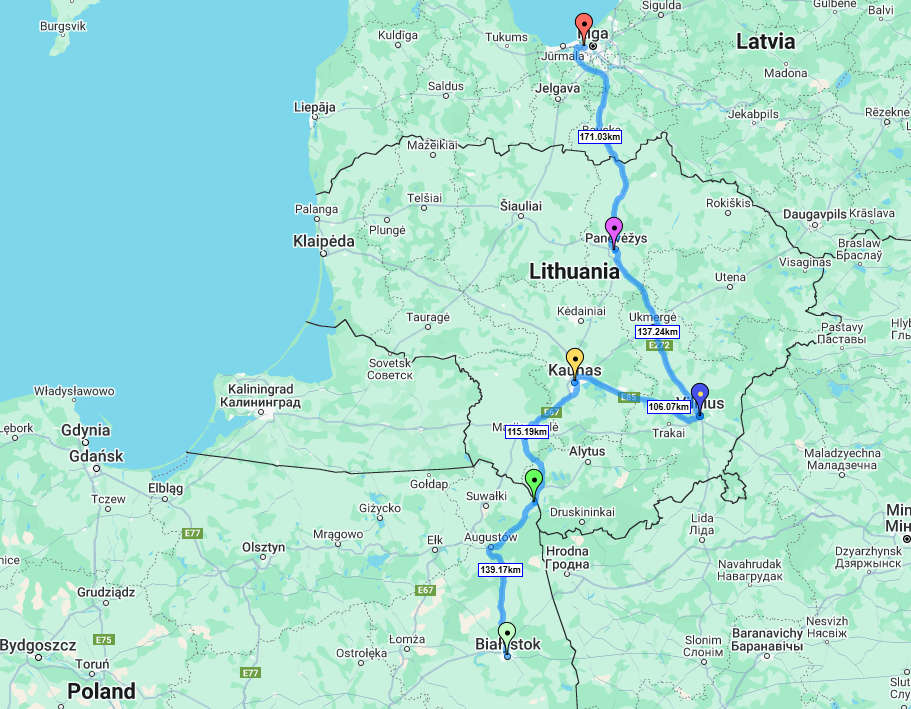 Burgsvik
Kuldīga
Tukums
Rīga
Sigulda
Gulbene
Balvi
Jūrmala
Latvia
Madona
Saldus
Jelgava
Liepāja
Jēkabpils
Rēzekne
171.03km
Mažeikiai
Telšiai
Palanga
Šiauliai
Rokiškis
Daugavpils
Krāslava
Plungė
Klaipėda
Panevėžys
Braslaw
Браслаў
Visaginas
Lithuania
Utena
Kėdainiai
Tauragė
Ukmergė
137.24km
E272
Pastavy
Паставы
Kaunas
Sovetsk
Советск
Kaliningrad
Калининград
Władysławowo
E85
106.07km
Vilnius
E67
Gdynia
115.19km
Trakai
Gdańsk
Alytus
Maladzyechna
Маладзечна
Elbląg
Gołdap
Suwałki
Tczew
Giżycko
Druskininkai
Lida
Ліда
E77
Mrągowo
Ełk
Augustów
Olsztyn
Hrodna
Гродна
Dzyarzhynsk
Дзяржынск
139.17km
Navahrudak
Навагрудак
E67
Grudziądz
Nesvizh
Нясвіж
E75
Bydgoszcz
Łomża
Białystok
Slonim
Слонім
Baranavichy
Баранавічы
Ostrołęka
Toruń
E77
Poland